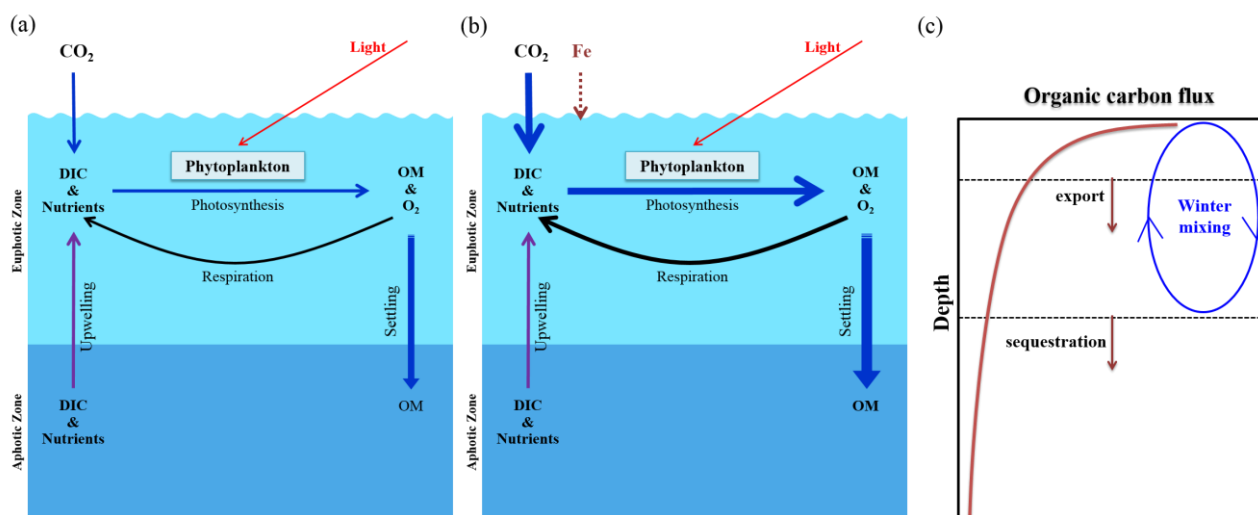 (a)
CO₂
Light
Phytoplankton
DIC
&
Nutrients
Photosynthesis
OM
&
O₂
Respiration
Upwelling
Settling
DIC
&
Nutrients
OM
Euphotic Zone
Aphotic Zone
(b)
CO₂
Fe
Light
Phytoplankton
DIC
&
Nutrients
Photosynthesis
OM
&
O₂
Respiration
Upwelling
Settling
DIC
&
Nutrients
OM
Euphotic Zone
Aphotic Zone
(c)
Organic carbon flux
Depth
export
Winter
mixing
sequestration